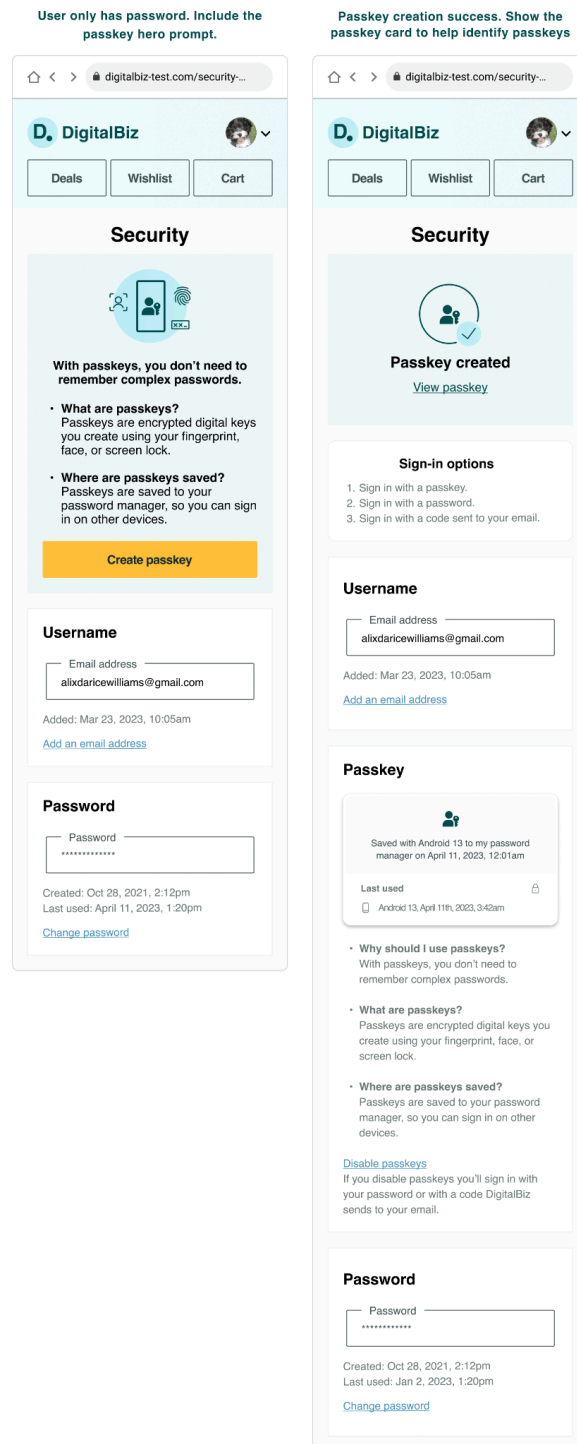 User only has password. Include the
passkey hero prompt.
digitalbiz-test.com/security-...
D. DigitalBiz
Deals
Wishlist
Cart
Security
xx-
With passkeys, you don’t need to
remember complex passwords.
• What are passkeys?
Passkeys are encrypted digital keys
you create using your fingerprint,
face, or screen lock.
• Where are passkeys saved?
Passkeys are saved to your
password manager, so you can sign
in on other devices.
Create passkey
Username
Email address
alixdaricewilliams@gmail.com
Added: Mar 23, 2023, 10:05am
Add an email address
Password
Password
*************
Created: Oct 28, 2021, 2:12pm
Last used: April 11, 2023, 1:20pm
Change password
Passkey creation success. Show the
passkey card to help identify passkeys
digitalbiz-test.com/security-...
D. DigitalBiz
Deals
Wishlist
Cart
Security
Passkey created
View passkey
Sign-in options
1. Sign in with a passkey.
2. Sign in with a password.
3. Sign in with a code sent to your email.
Username
Email address
alixdaricewilliams@gmail.com
Added: Mar 23, 2023, 10:05am
Add an email address
Passkey
Saved with Android 13 to my password
manager on April 11, 2023, 12:01am
Last used
Android 13, April 11th, 2023, 3:42am
• Why should I use passkeys?
With passkeys, you don’t need to
remember complex passwords.
• What are passkeys?
Passkeys are encrypted digital keys you
create using your fingerprint, face, or
screen lock.
• Where are passkeys saved?
Passkeys are saved to your password
manager, so you can sign in on other
devices.
Disable passkeys
If you disable passkeys you’ll sign in with
your password or with a code DigitalBiz
sends to your email.
Password
Password
************
Created: Oct 28, 2021, 2:12pm
Last used: Jan 2, 2023, 1:20pm
Change password